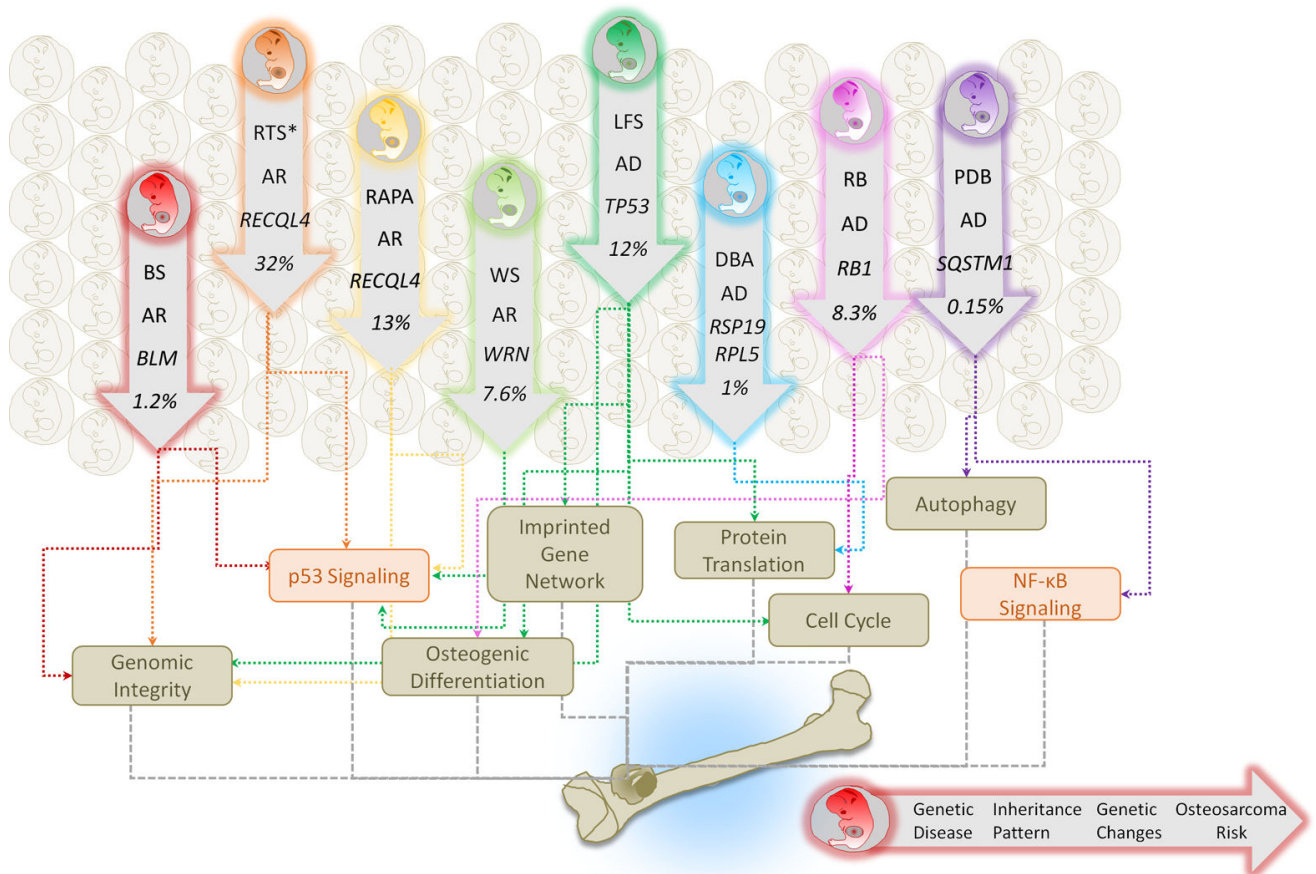 BS
AR
BLM
1.2%
RTS*
AR
RECQL4
32%
RAPA
AR
RECQL4
13%
WS
AR
WRN
7.6%
LFS
AD
TP53
12%
DBA
AD
RSP19
RPL5
1%
RB
AD
RB1
8.3%
PDB
AD
SQSTM1
0.15%
Autophagy
Imprinted
Gene
Network
Protein
Translation
p53 Signaling
NF-κB
Signaling
Cell Cycle
Genomic
Integrity
Osteogenic
Differentiation
Genetic Inheritance Genetic Osteosarcoma
Disease Pattern Changes Risk